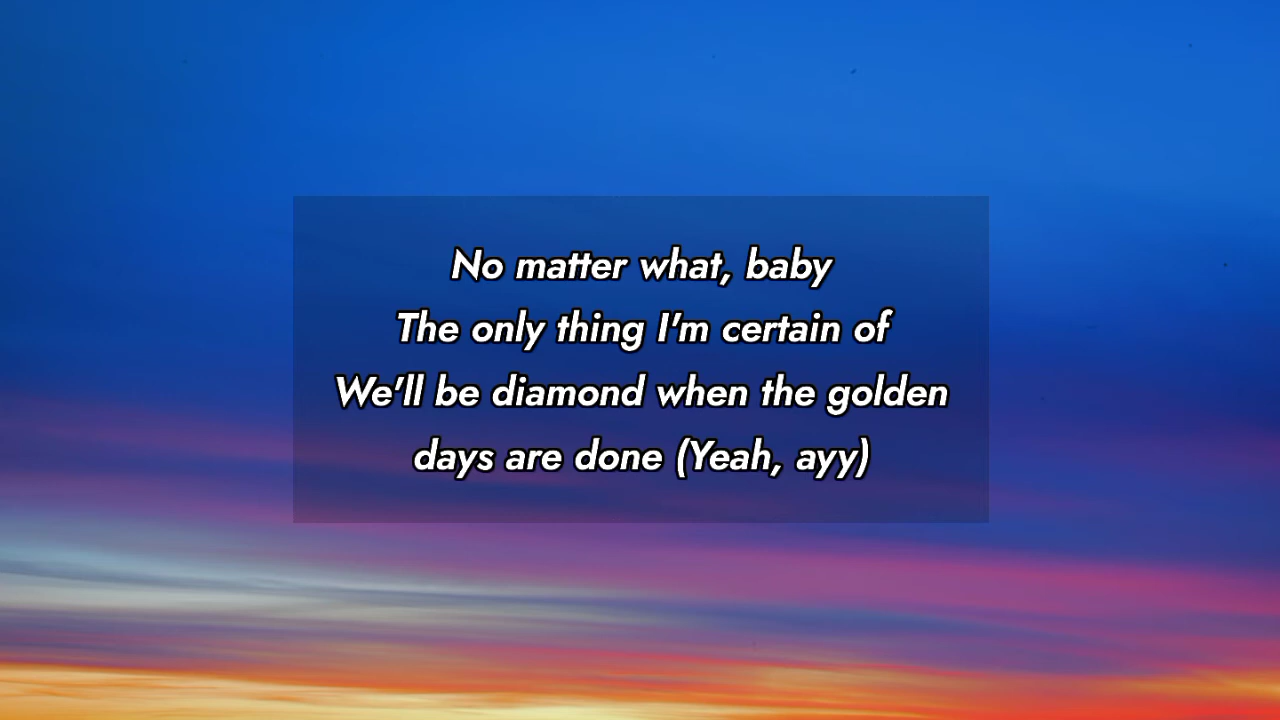 No matter what, baby
The only thing I'm certain of
We'll be diamond when the golden
days are done (Yeah, ayy)